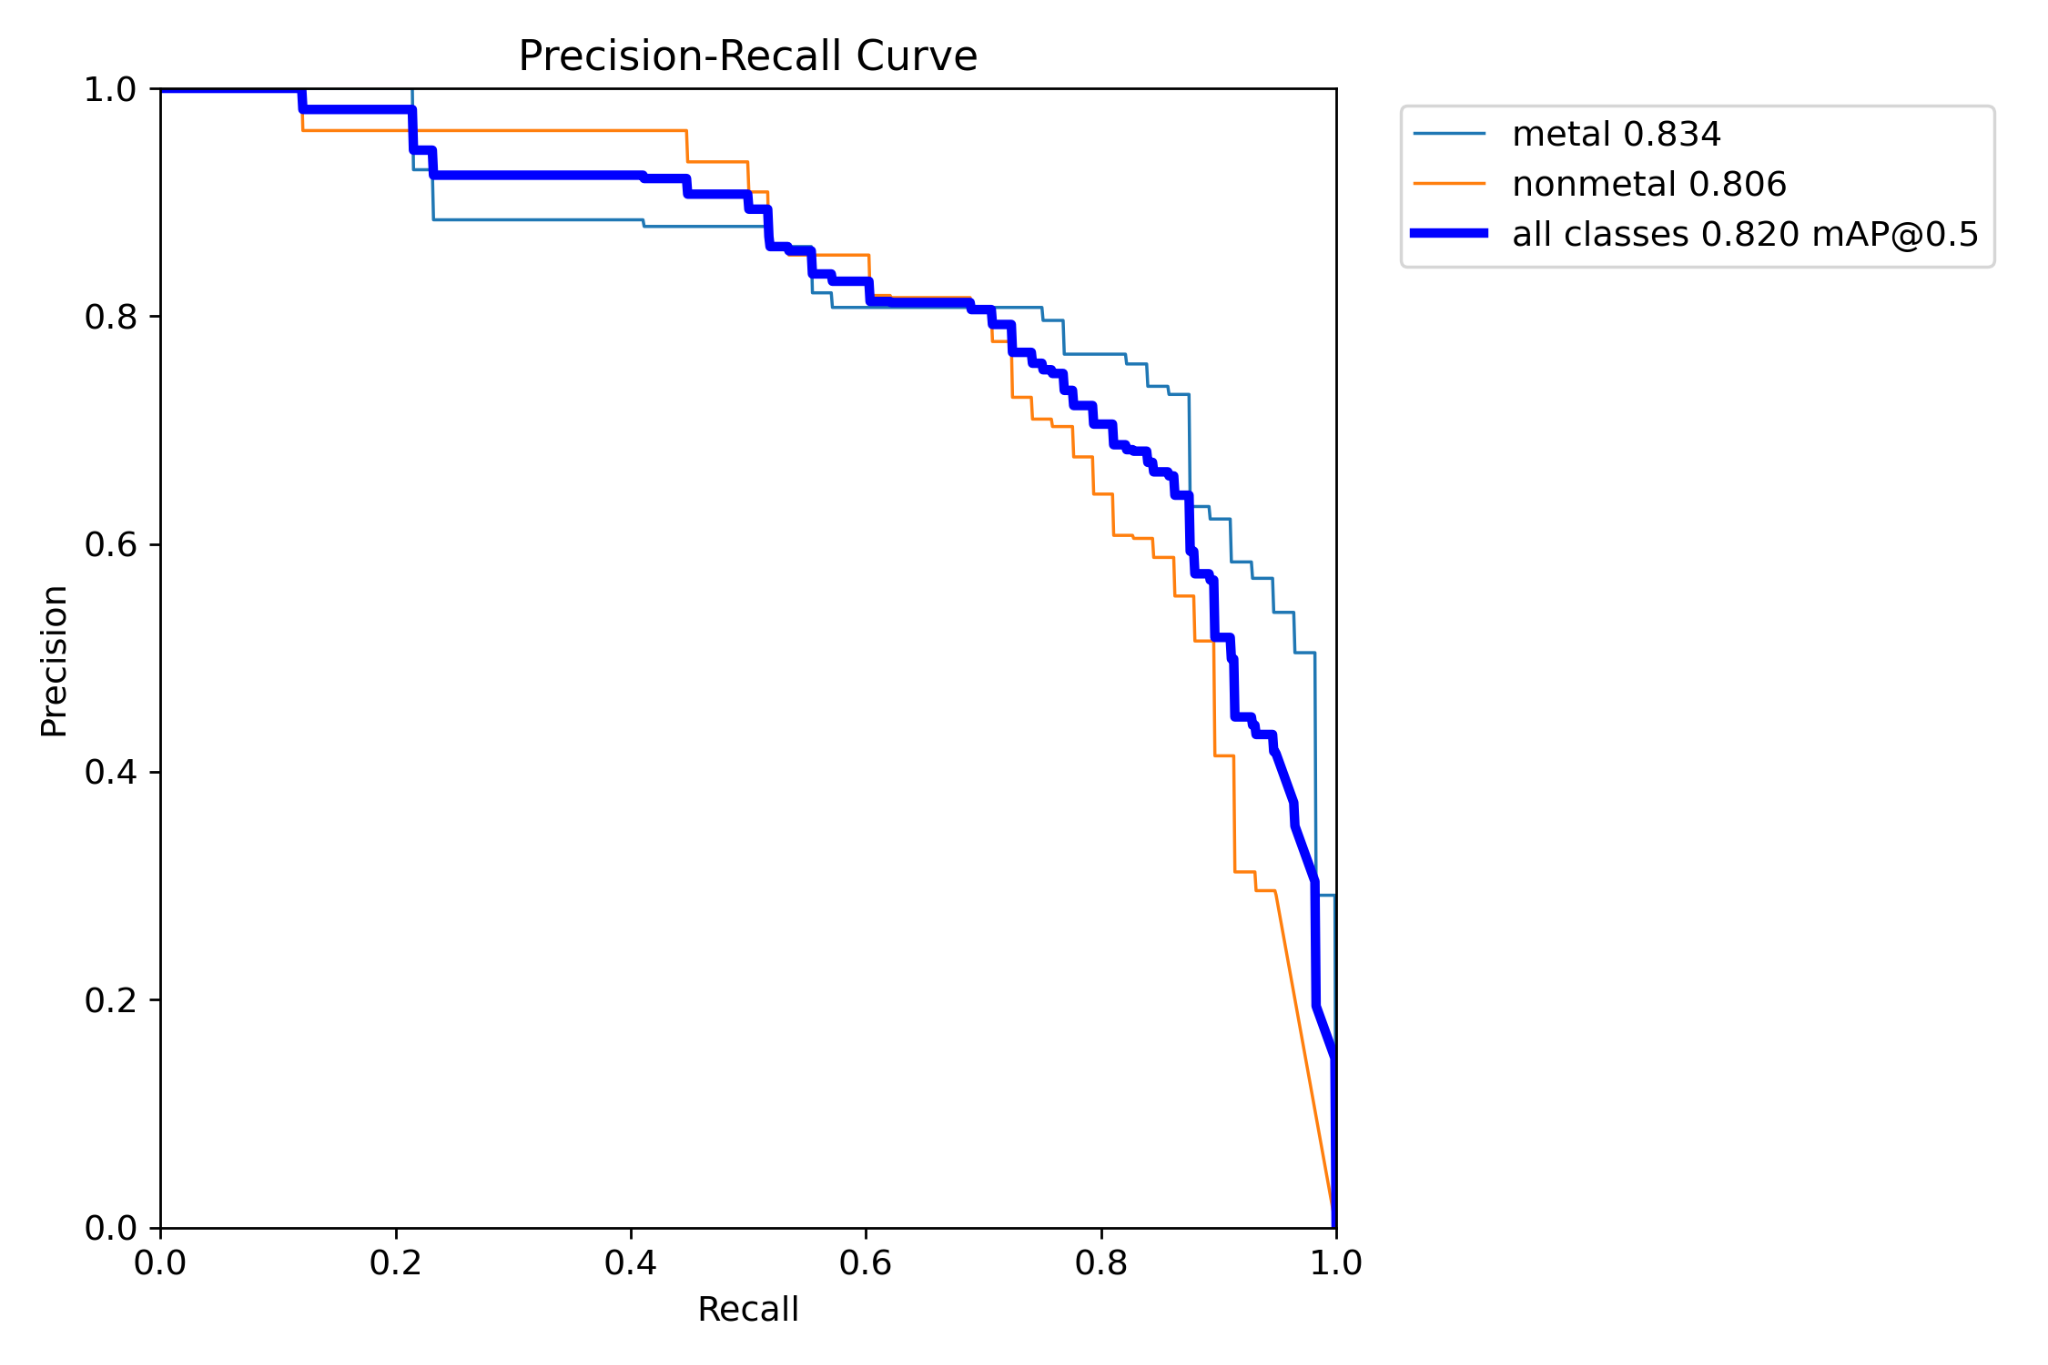 Precision-Recall Curve
1.0
0.8
0.6
0.4
0.2
0.0
Precision
0.0 0.2 0.4 0.6 0.8 1.0
Recall
metal 0.834
nonmetal 0.806
all classes 0.820 mAP@0.5